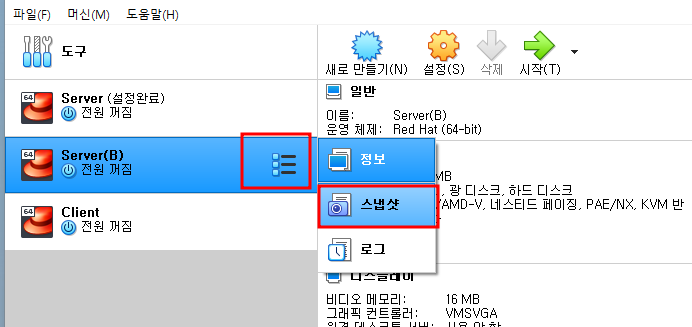 파일(F) 머신(M) 도움말(H)
도구
새로 만들기(N) 설정(S) 삭제 시작(T)
64
Server (설정완료)
전원 꺼짐
64
Server(B)
전원 꺼짐
64
Client
전원 꺼짐
정보
스냅샷
로그
일반
이름: Server(B)
운영 체제: Red Hat (64-bit)
MB
, 광 디스크, 하드 디스크
/AMD-V, 네스티드 페이징, PAE/NX, KVM 반
디스플레이
비디오 메모리: 16 MB
그래픽 컨트롤러: VMSVGA